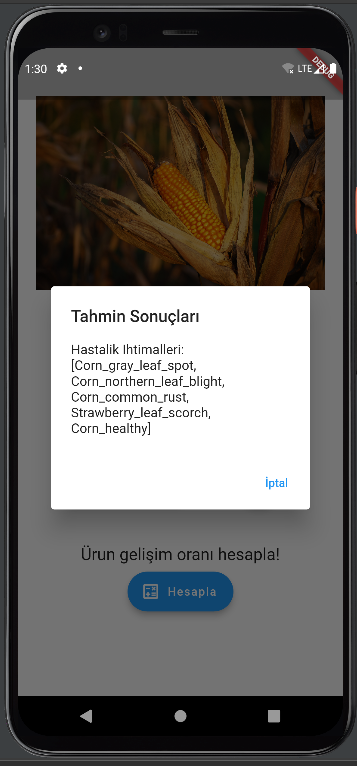 1:30
LTE
DEBUG
Tahmin Sonuçları
Hastalik Ihtimalleri:
[Corn_gray_leaf_spot,
Corn_northern_leaf_blight,
Corn_common_rust,
Strawberry_leaf_scorch,
Corn_healthy]
İptal
Ürun gelişim oranı hesapla!
Hesapla